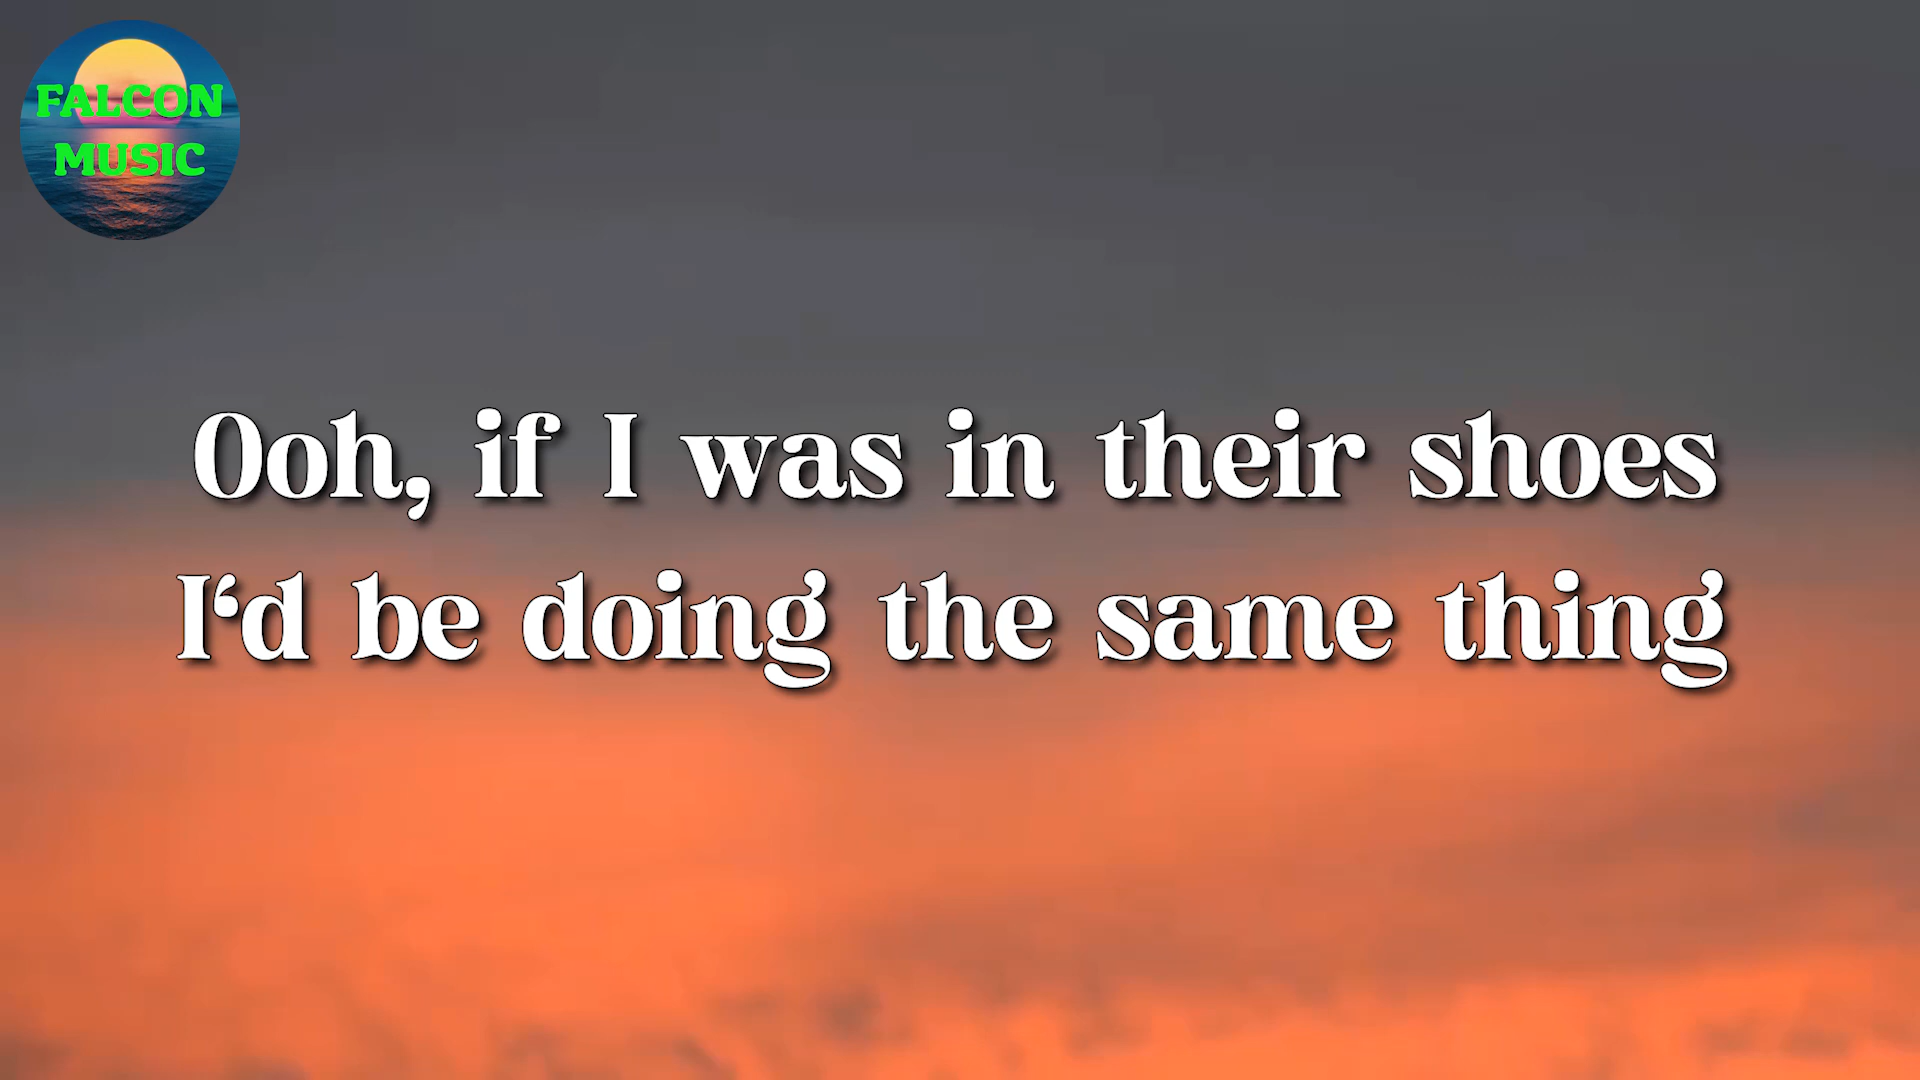 FALCON
MUSIC
Ooh, if I was in their shoes
I‘d be doing the same thing